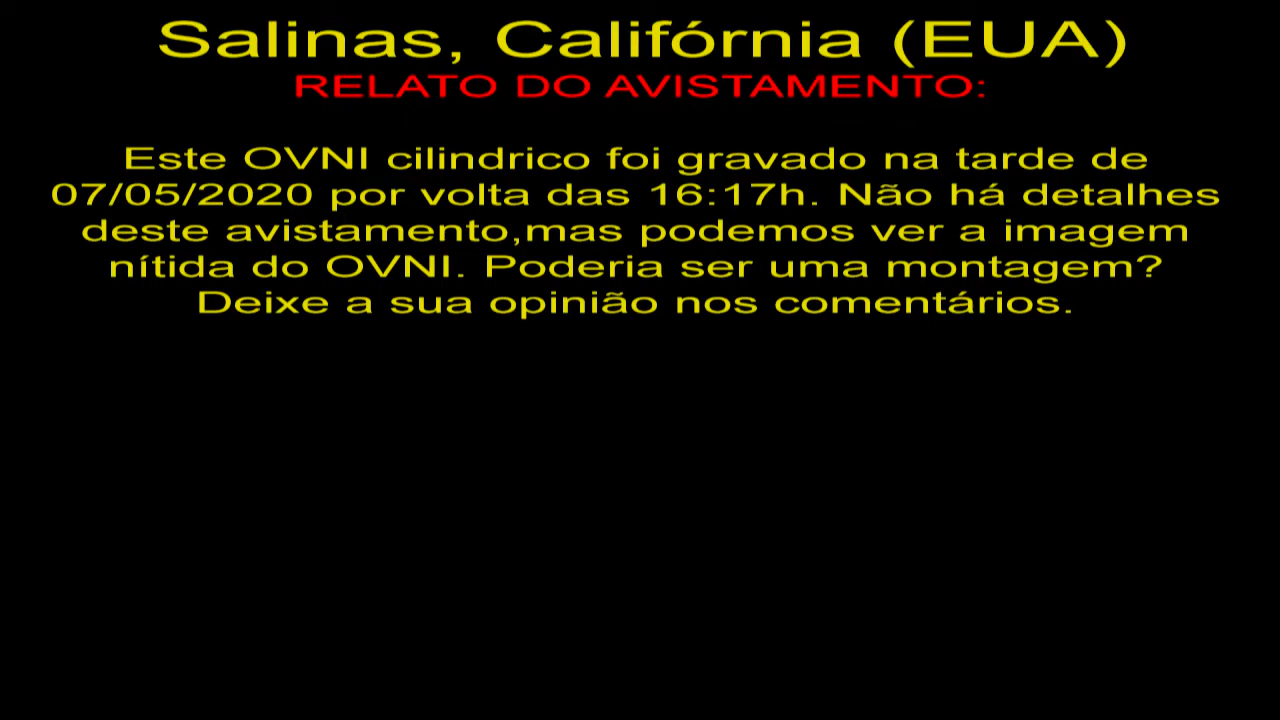 Salinas, Califórnia (EUA)
RELATO DO AVISTAMENTO:
Este OVNI cilindrico foi gravado na tarde de
07/05/2020 por volta das 16:17h. Não há detalhes
deste avistamento,mas podemos ver a imagem
nítida do OVNI. Poderia ser uma montagem?
Deixe a sua opinião nos comentários.